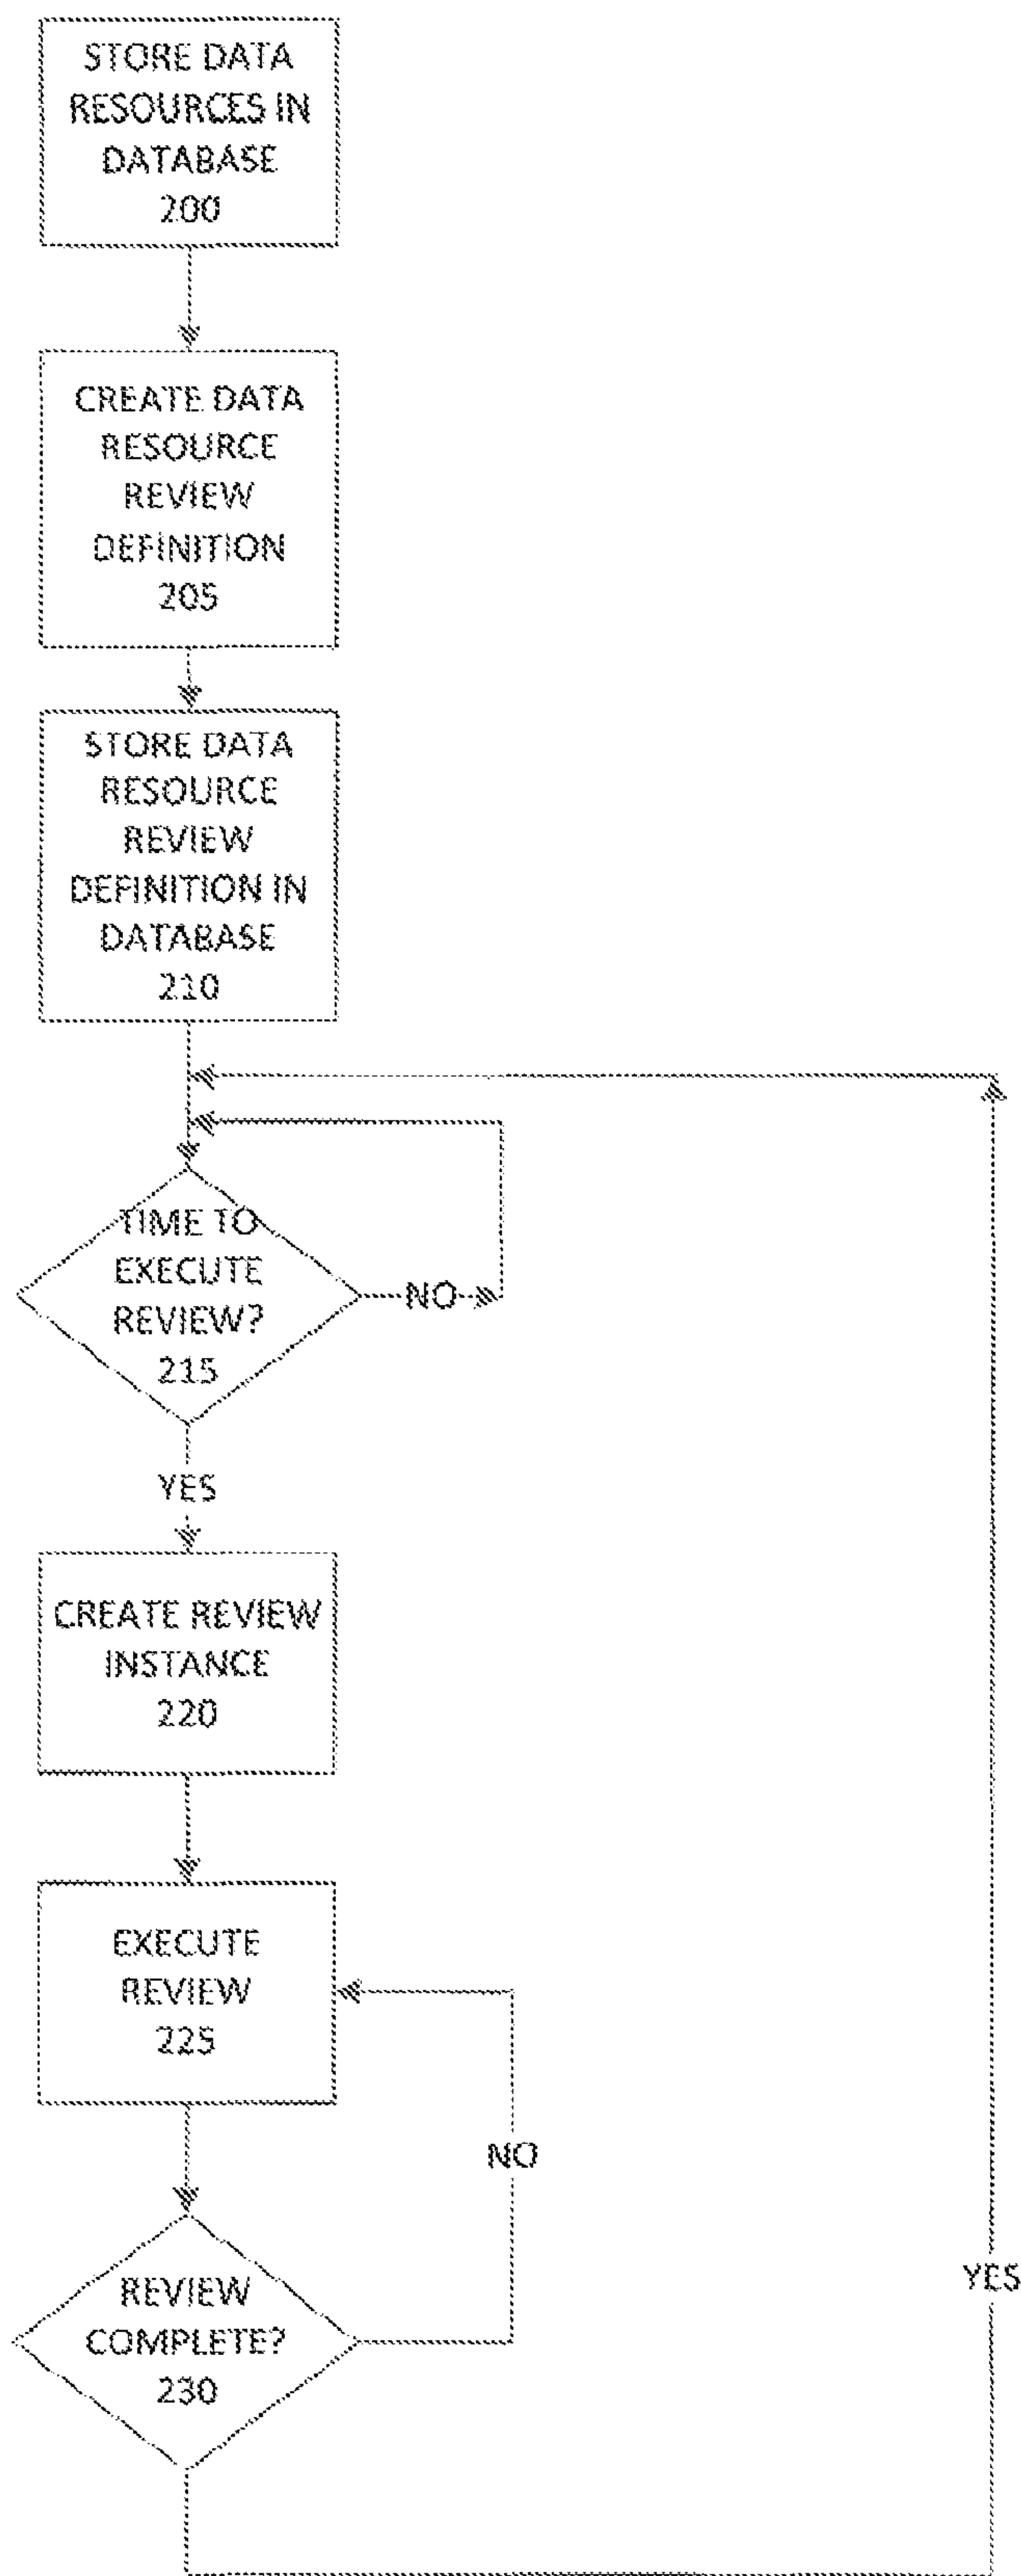 STORE DATA
RESOURCES IN
DATABASE
200
CREATE DATA
RESOURCE
REVIEW
DEFINITION
205
STORE DATA
RESOURCE
REVIEW
DEFINITION IN
DATABASE
210
TIME TO
EXECUTE
REVIEW?
215
NO
YES
CREATE REVIEW
INSTANCE
220
EXECUTE
REVIEW
225
NO
REVIEW
COMPLETE?
230
YES